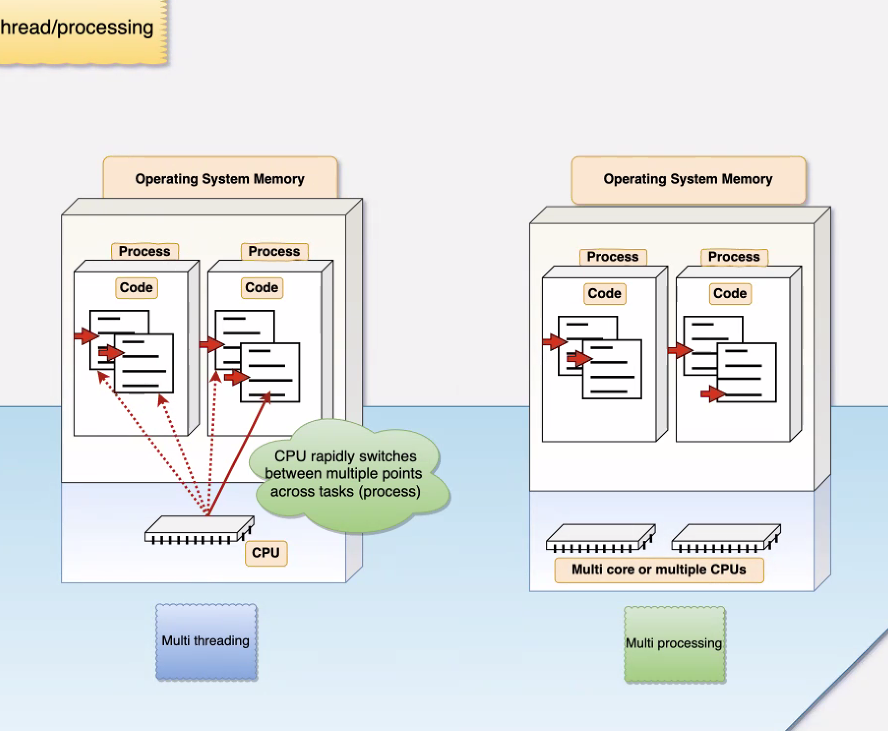 hread/processing
Operating System Memory
Process
Process
Code
Code
CPU rapidly switches
between multiple points
across tasks (process)
CPU
Multi threading
Operating System Memory
Process
Process
Code
Code
Multi core or multiple CPUs
Multi processing